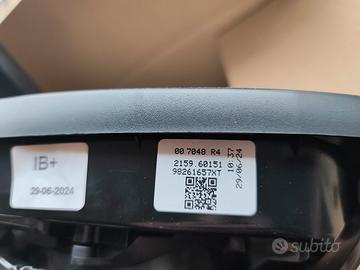 IB+
29-06-2024
00 7048 R4
2159.60151
98261657XT
10:37
29/06/24
subito